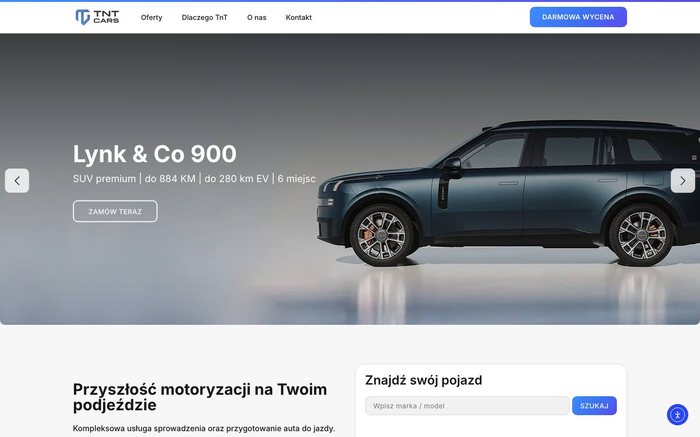 TNT CARS
Oferty
Dlaczego TnT
O nas
Kontakt
DARMOWA WYCENA
Lynk & Co 900
SUV premium | do 884 KM | do 280 km EV | 6 miejsc
ZAMÓW TERAZ
Przyszłość motoryzacji na Twoim
podjeździe
Kompleksowa usługa sprowadzenia oraz przygotowanie auta do jazdy.
Znajdź swój pojazd
Wpisz marka / model
SZUKAJ